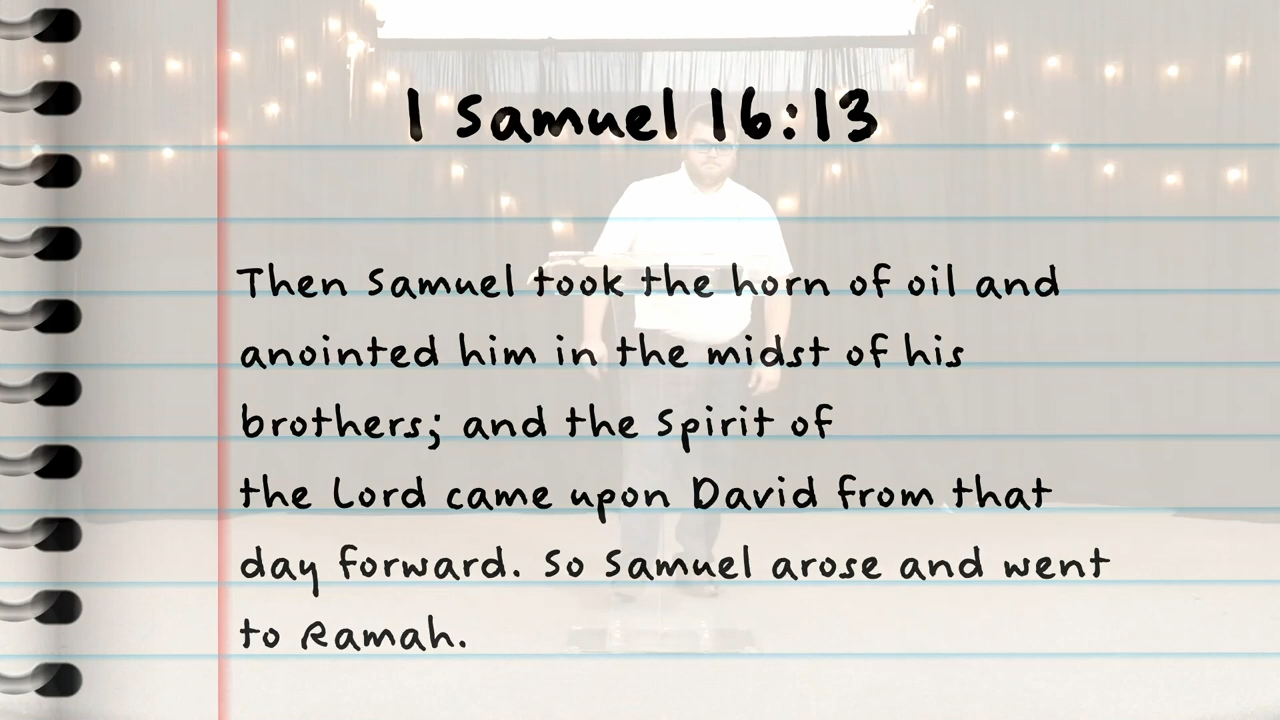 1 Samuel 16:13
Then Samuel took the horn of oil and
anointed him in the midst of his
brothers; and the Spirit of
the Lord came upon David from that
day forward. So Samuel arose and went
to Ramah.